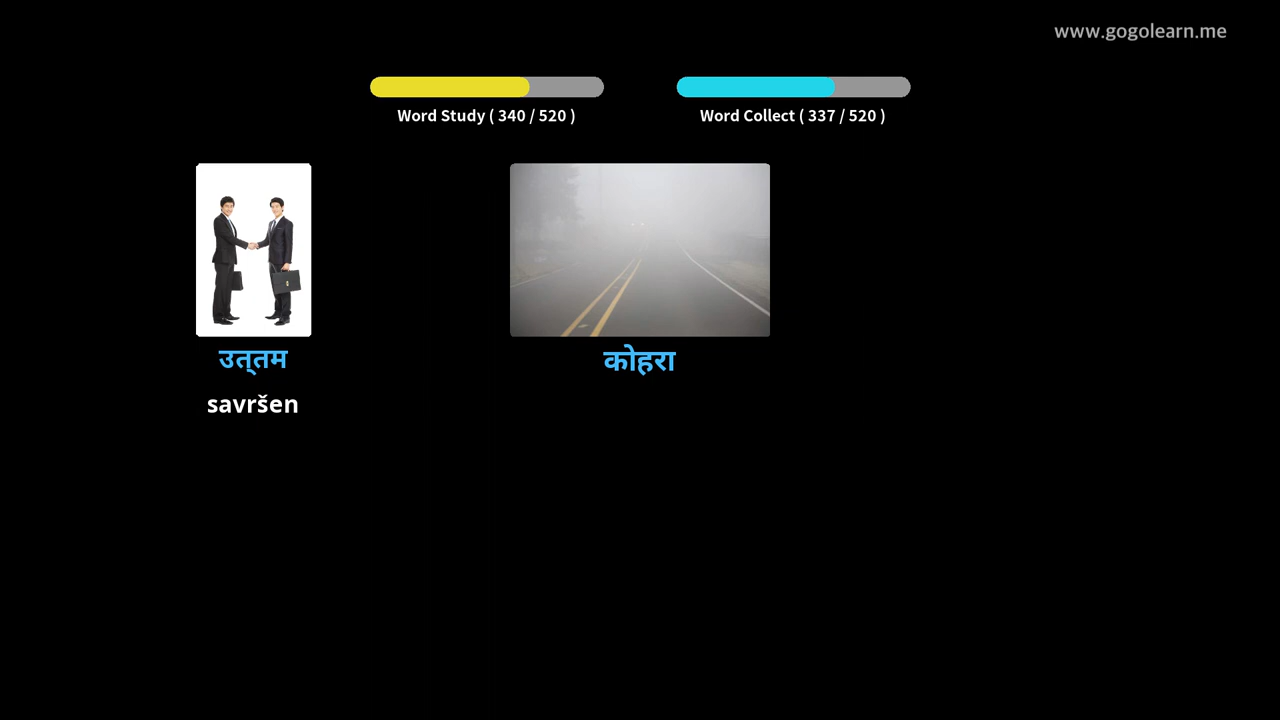 www.gogolearn.me
Word Study ( 340 / 520 )
Word Collect ( 337 / 520 )
उत्‌तम
कोहरा
savršen